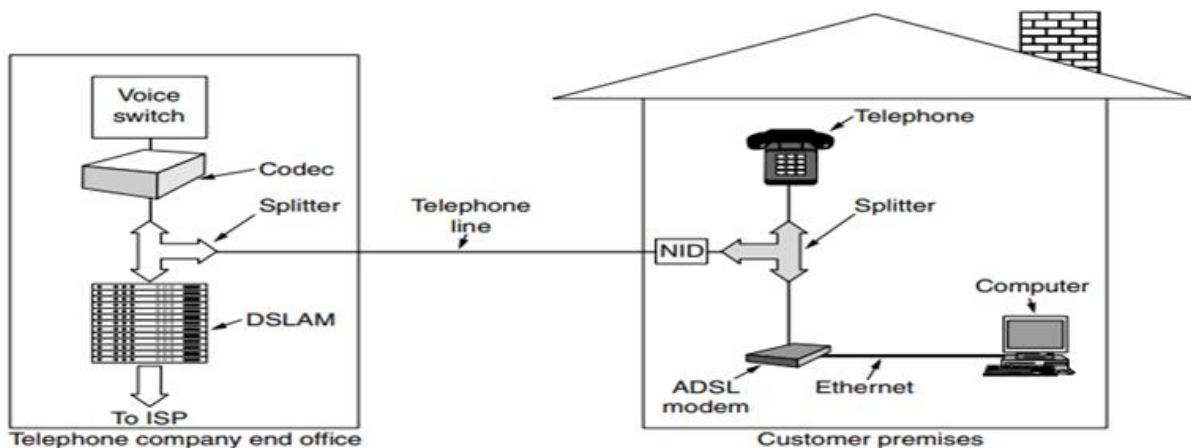 Voice
switch
Codec
Splitter
DSLAM
To ISP
Telephone company end office
Telephone
line
NID
Telephone
Splitter
Computer
ADSL
modem
Ethernet
Customer premises